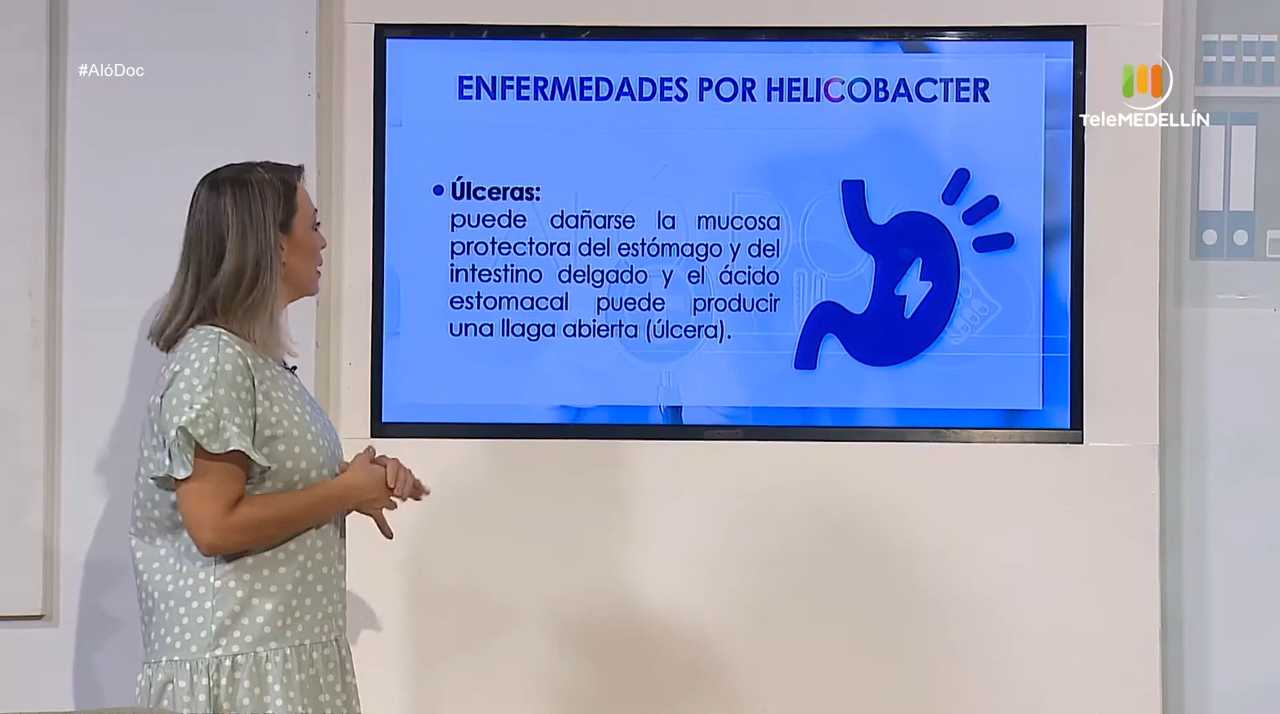 #AlóDoc
TeleMEDELLÍN
ENFERMEDADES POR HELICOBACTER
• Úlceras:
puede dañarse la mucosa
protectora del estómago y del
intestino delgado y el ácido
estomacal puede producir
una llaga abierta (úlcera).